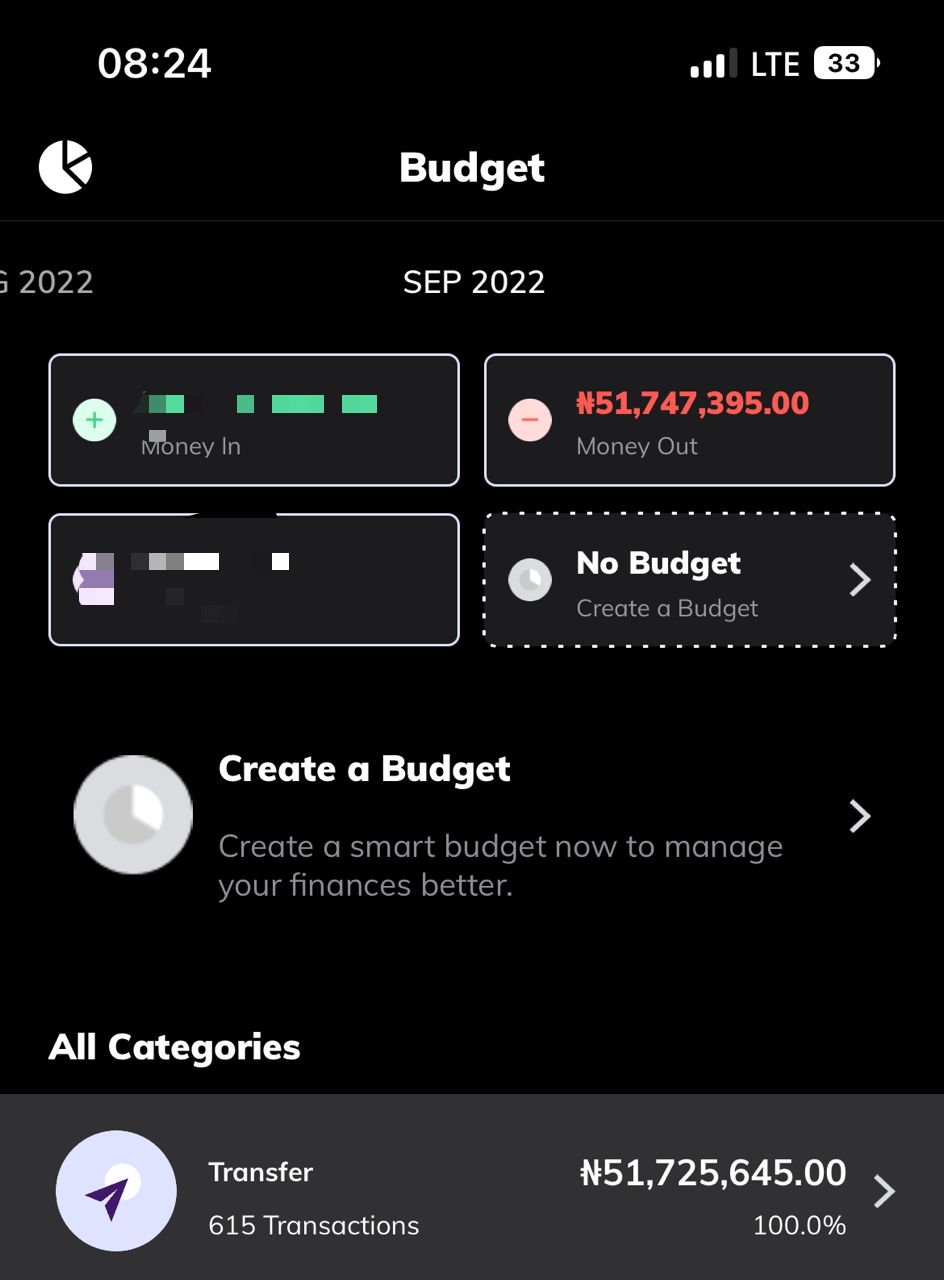 08:24
LTE 33
Budget
2022
SEP 2022
Money In
₦51,747,395.00
Money Out
No Budget
Create a Budget
Create a Budget
Create a smart budget now to manage
your finances better.
All Categories
Transfer
₦51,725,645.00
615 Transactions
100.0%